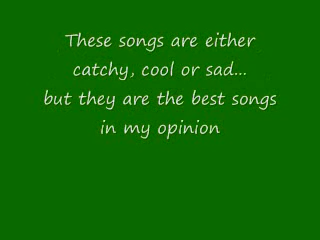 These songs are either
catchy, cool or sad...
but they are the best songs
in my opinion